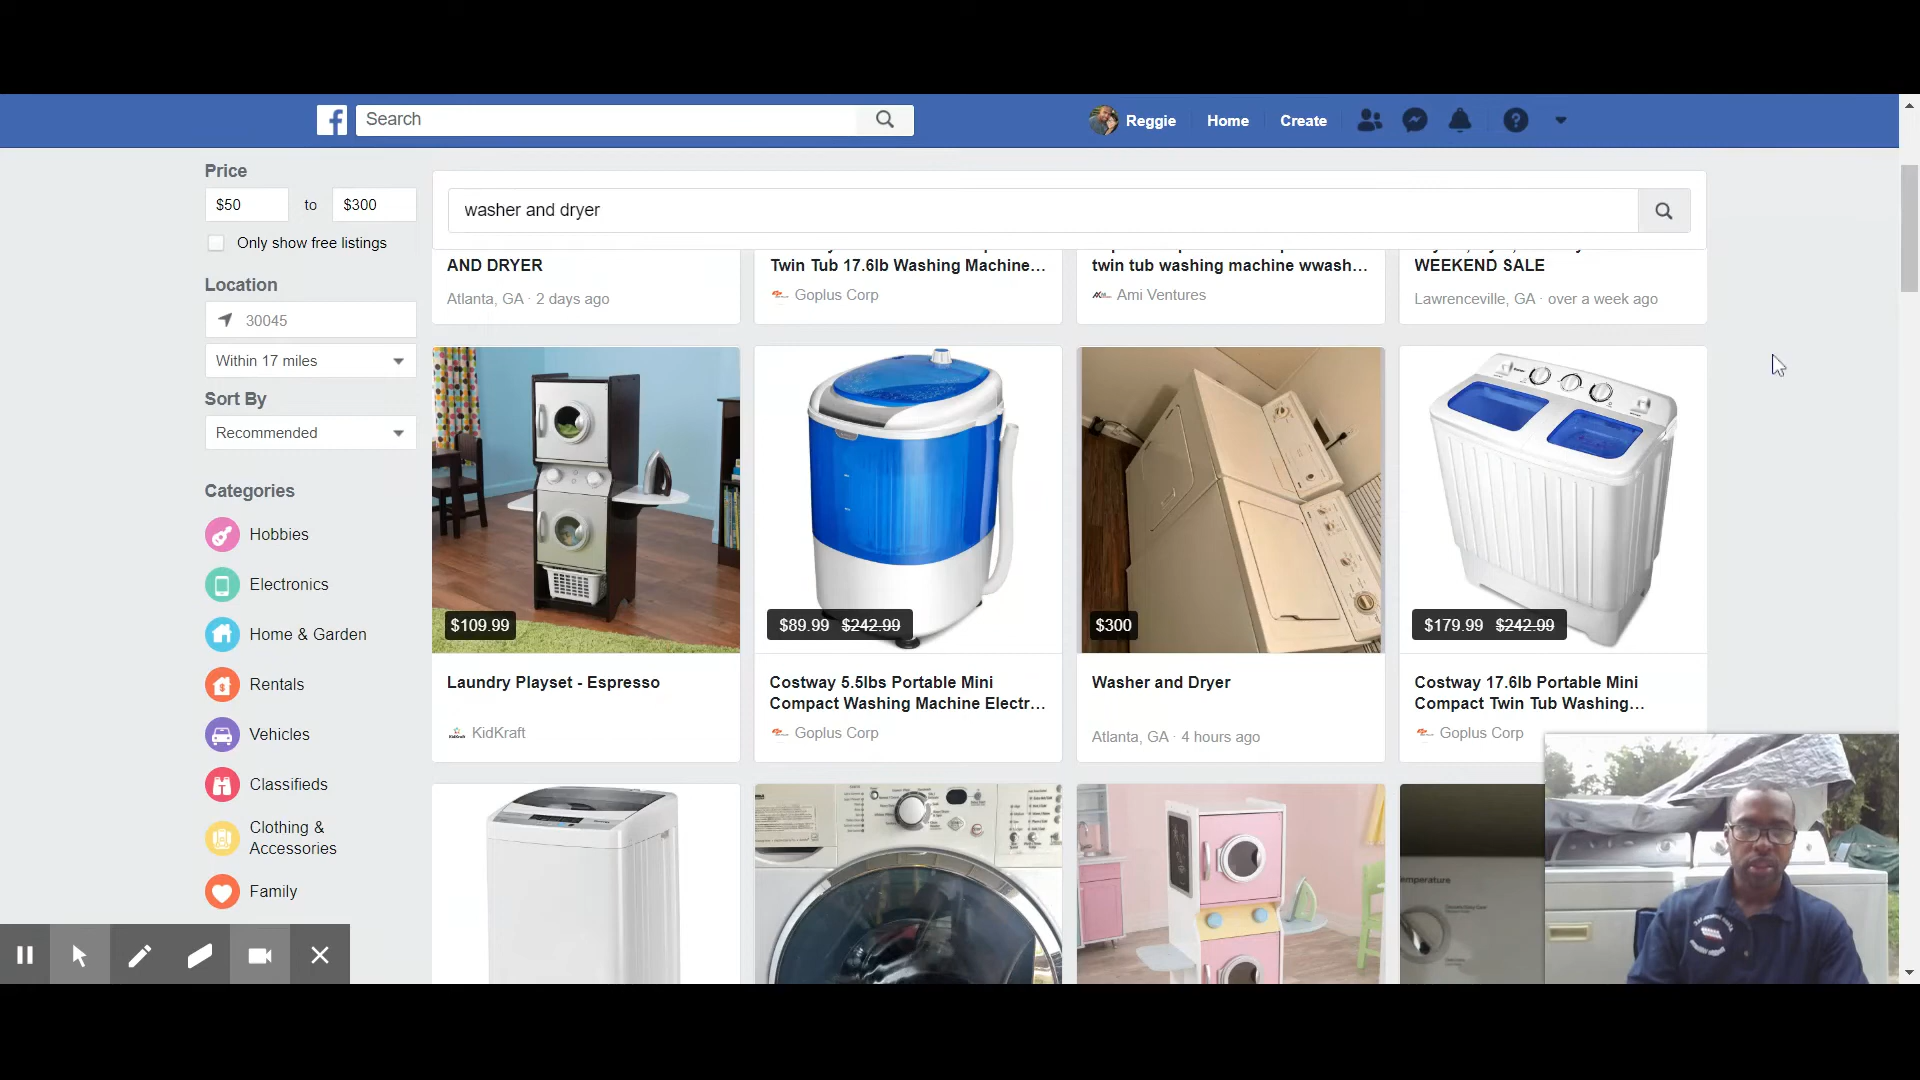 Search
Reggie
Home
Create
Price
$50
to
$300
Only show free listings
Location
30045
Within 17 miles
Sort By
Recommended
Categories
Hobbies
Electronics
Home & Garden
Rentals
Vehicles
Classifieds
Clothing &
Accessories
Family
washer and dryer
AND DRYER
Atlanta, GA · 2 days ago
Twin Tub 17.6lb Washing Machine...
Goplus Corp
twin tub washing machine wwash...
Ami Ventures
WEEKEND SALE
Lawrenceville, GA · over a week ago
$109.99
Laundry Playset - Espresso
KidKraft
$89.99 $242.99
Costway 5.5lbs Portable Mini
Compact Washing Machine Electr...
Goplus Corp
$300
Washer and Dryer
Atlanta, GA · 4 hours ago
$179.99 $242.99
Costway 17.6lb Portable Mini
Compact Twin Tub Washing...
Goplus Corp